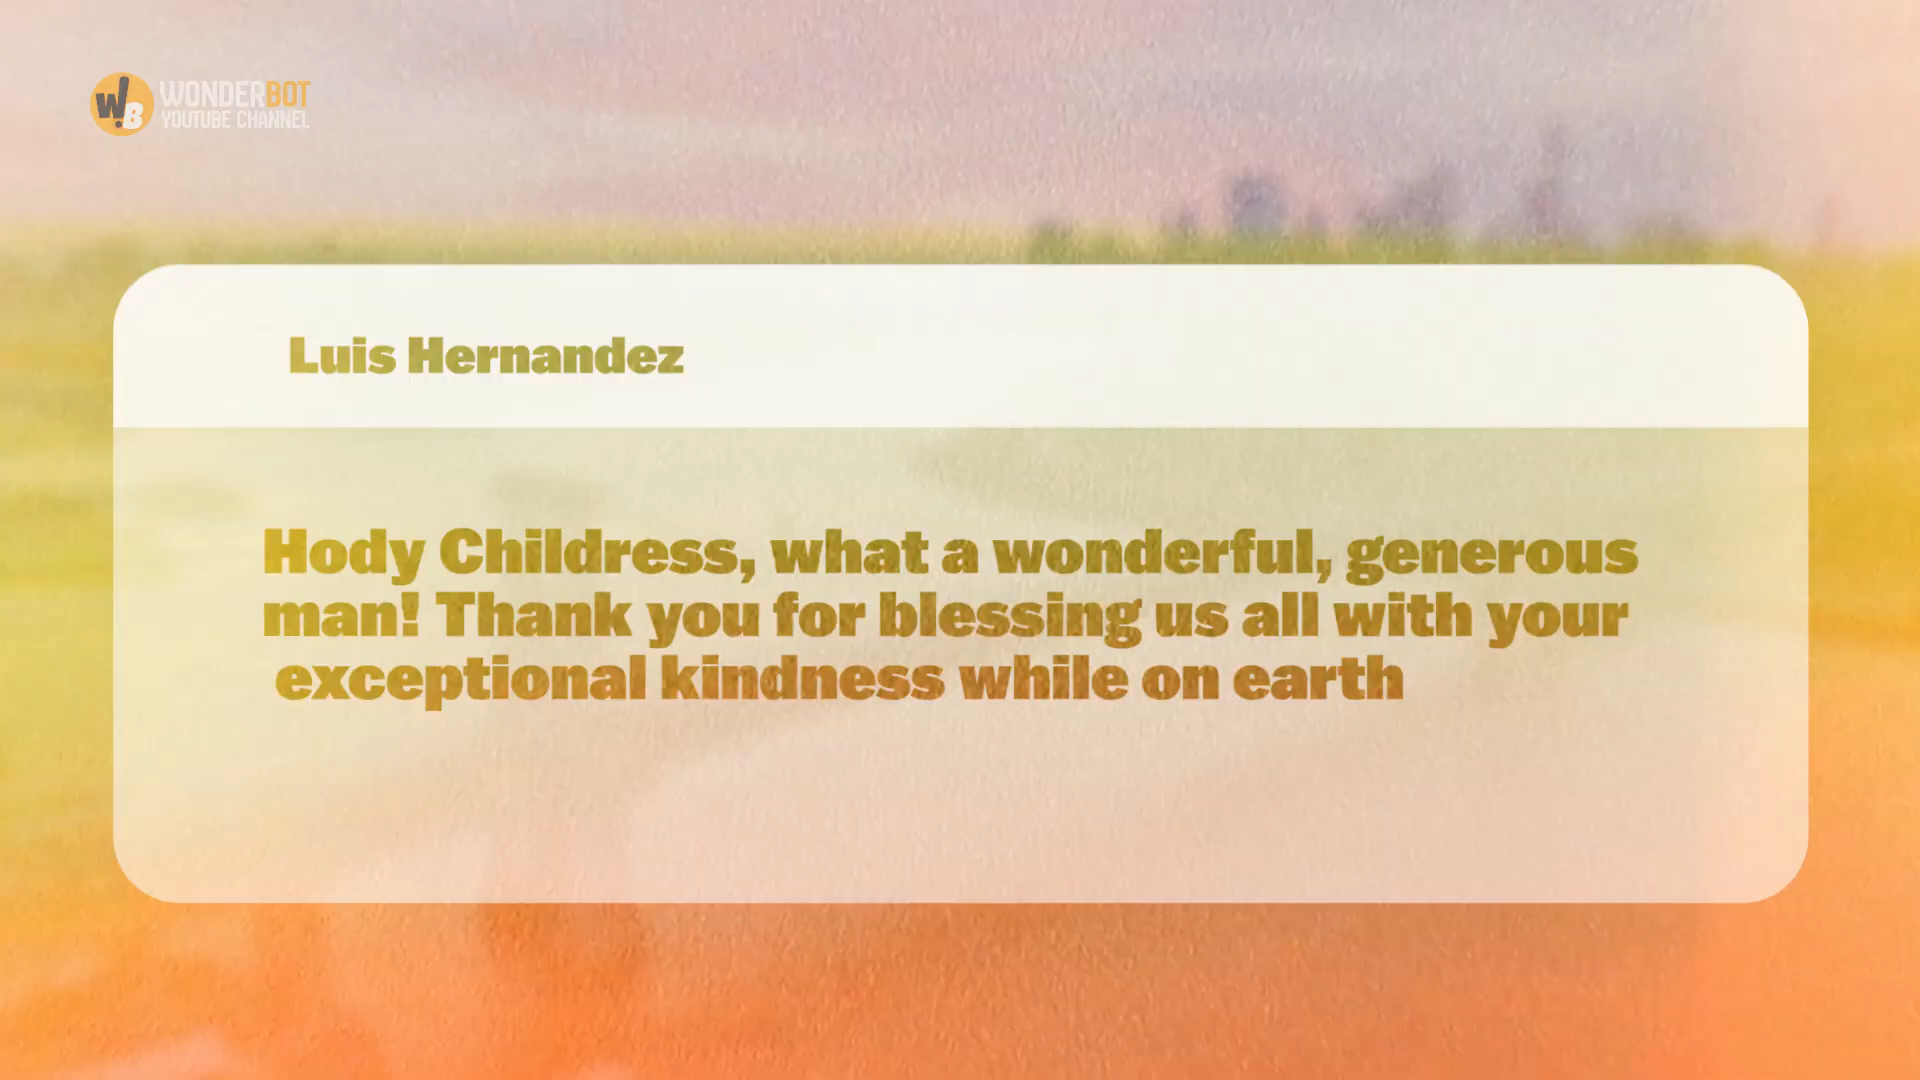 WONDERBOT
YOUTUBE CHANNEL
Luis Hernandez
Hody Childress, what a wonderful, generous
man! Thank you for blessing us all with your
exceptional kindness while on earth